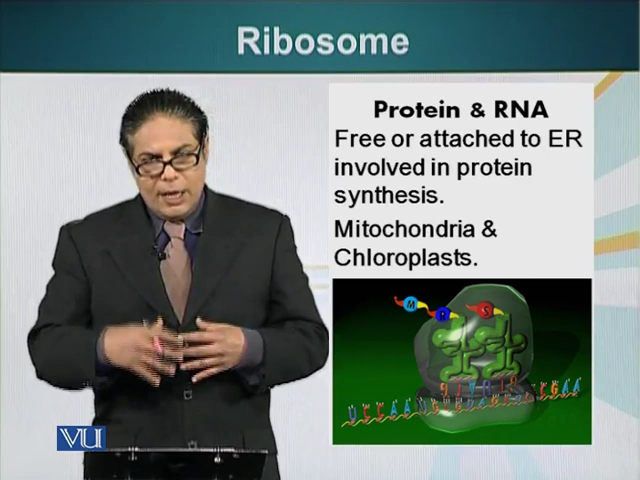 Ribosome
Protein & RNA
Free or attached to ER
involved in protein
synthesis.
Mitochondria &
Chloroplasts.
M
S
VU